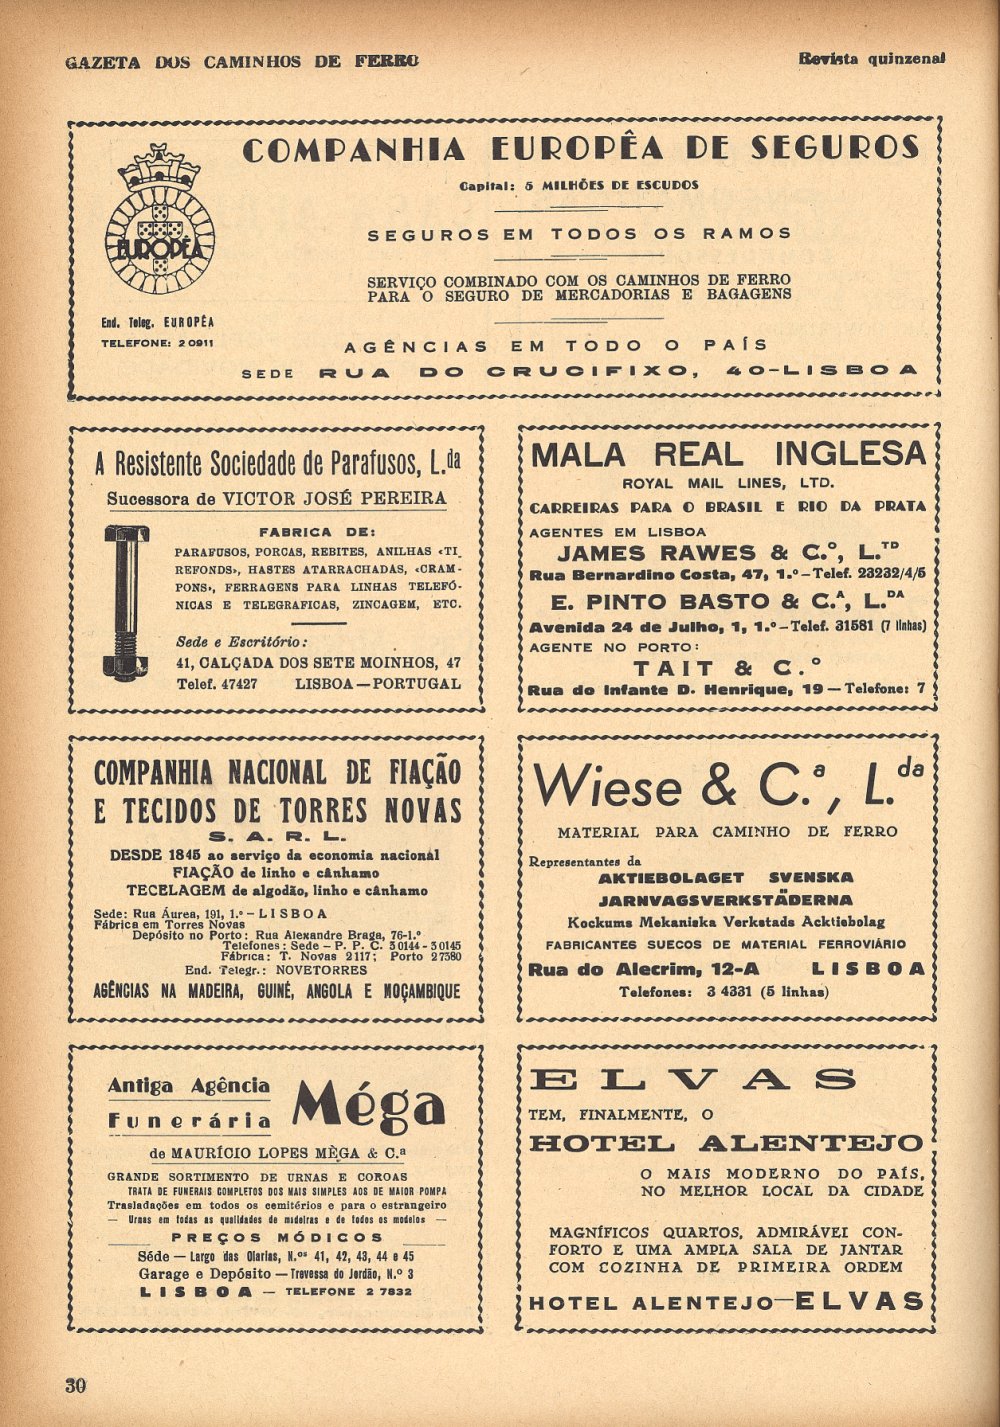 GAZETA DOS CAMINHOS DE FERRO
Revista quinzenal
COMPANHIA EUROPÊA DE SEGUROS
Capital: 5 MILHÕES DE ESCUDOS
EUROPÊA
SEGUROS EM TODOS OS RAMOS
SERVIÇO COMBINADO COM OS CAMINHOS DE FERRO
PARA O SEGURO DE MERCADORIAS E BAGAGENS
End. Teleg. EUROPÊA
TELEFONE: 2 0911
AGÊNCIAS EM TODO O PAÍS
SEDE RUA DO CRUCIFIXO, 40-LISBOA
A Resistente Sociedade de Parafusos, L.da
Sucessora de VICTOR JOSÉ PEREIRA
FABRICA DE:
PARAFUSOS, PORCAS, REBITES, ANILHAS «TI_
REFONDS», HASTES ATARRACHADAS, «CRAM-
PONS», FERRAGENS PARA LINHAS TELEFÓ-
NICAS E TELEGRAFICAS, ZINCAGEM, ETC.
Sede e Escritório:
41, CALÇADA DOS SETE MOINHOS, 47
Telef. 47427 LISBOA—PORTUGAL
MALA REAL INGLESA
ROYAL MAIL LINES, LTD.
CARREIRAS PARA O BRASIL E RIO DA PRATA
AGENTES EM LISBOA
JAMES RAWES & C.º, L.TD
Rua Bernardino Costa, 47, 1.º—Telef. 23232/4/5
E. PINTO BASTO & C.ª, L.DA
Avenida 24 de Julho, 1, 1.º—Telef. 31581 (7 linhas)
AGENTE NO PORTO:
TAIT & C.º
Rua do Infante D. Henrique, 19—Telefone: 7
COMPANHIA NACIONAL DE FIAÇÃO
E TECIDOS DE TORRES NOVAS
S. A. R. L.
DESDE 1845 ao serviço da economia nacional
FIAÇÃO de linho e cânhamo
TECELAGEM de algodão, linho e cânhamo
Sede: Rua Áurea, 191, 1.º — LISBOA
Fábrica em Torres Novas
Depósito no Porto: Rua Alexandre Braga, 76-1.º
Telefones: Sede — P. P. C. 3 0144 - 3 0145
Fábrica: T. Novas 2 117; Porto 2 7380
End. Telegr.: NOVETORRES
AGÊNCIAS NA MADEIRA, GUINÉ, ANGOLA E MOÇAMBIQUE
Wiese & C.ª, L.da
MATERIAL PARA CAMINHO DE FERRO
Representantes da
AKTIEBOLAGET SVENSKA
JARNVAGSVERKSTÄDERNA
Kockums Mekaniska Verkstads Acktiebolag
FABRICANTES SUECOS DE MATERIAL FERROVIÁRIO
Rua do Alecrim, 12-A LISBOA
Telefones: 3 4331 (5 linhas)
Antiga Agência
Funerária Méga
de MAURÍCIO LOPES MÈGA & C.ª
GRANDE SORTIMENTO DE URNAS E COROAS
TRATA DE FUNERAIS COMPLETOS DOS MAIS SIMPLES AOS DE MAIOR POMPA
Trasladações em todos os cemitérios e para o estrangeiro
— Urnas em todas as qualidades de madeiras e de todos os modelos —
PREÇOS MÓDICOS
Séde — Largo das Olarias, N.os 41, 42, 43, 44 e 45
Garage e Depósito — Travessa do Jordão, N.º 3
LISBOA — TELEFONE 2 7832
ELVAS
TEM, FINALMENTE, O
HOTEL ALENTEJO
O MAIS MODERNO DO PAÍS,
NO MELHOR LOCAL DA CIDADE
MAGNÍFICOS QUARTOS, ADMIRÁVEL CON-
FORTO E UMA AMPLA SALA DE JANTAR
COM COZINHA DE PRIMEIRA ORDEM
HOTEL ALENTEJO—ELVAS
30